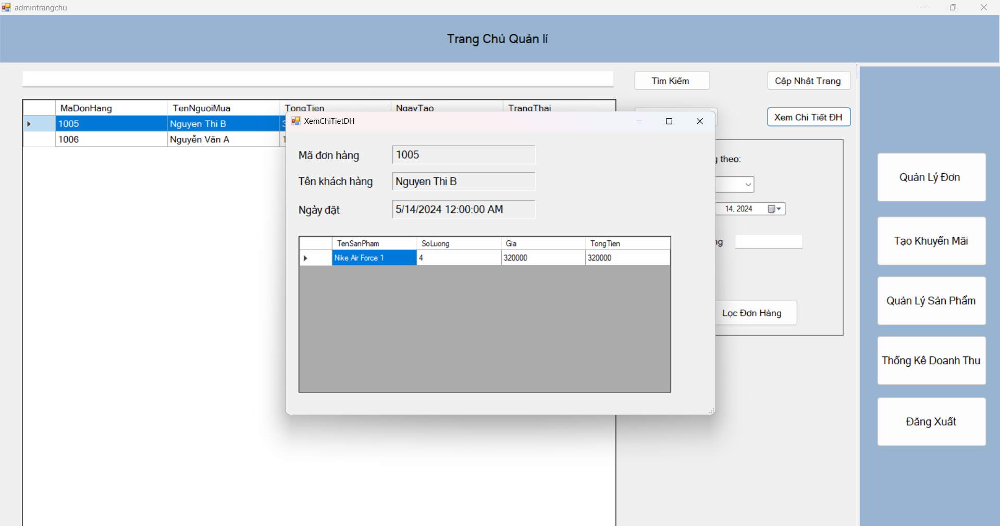 admintrangchu
Trang Chủ Quản lí
Tìm Kiếm
Cập Nhật Trang
MaDonHang TenNguoiMua TongTien NgayTao TrangThai
1005 Nguyen Thi B
1006 Nguyễn Văn A
Xem Chi Tiết ĐH
XemChiTietDH
Mã đơn hàng 1005
Tên khách hàng Nguyen Thi B
Ngày đặt 5/14/2024 12:00:00 AM
TenSanPham SoLuong Gia TongTien
Nike Air Force 1 4 320000 320000
theo:
14, 2024
Lọc Đơn Hàng
Quản Lý Đơn
Tạo Khuyến Mãi
Quản Lý Sản Phẩm
Thống Kê Doanh Thu
Đăng Xuất